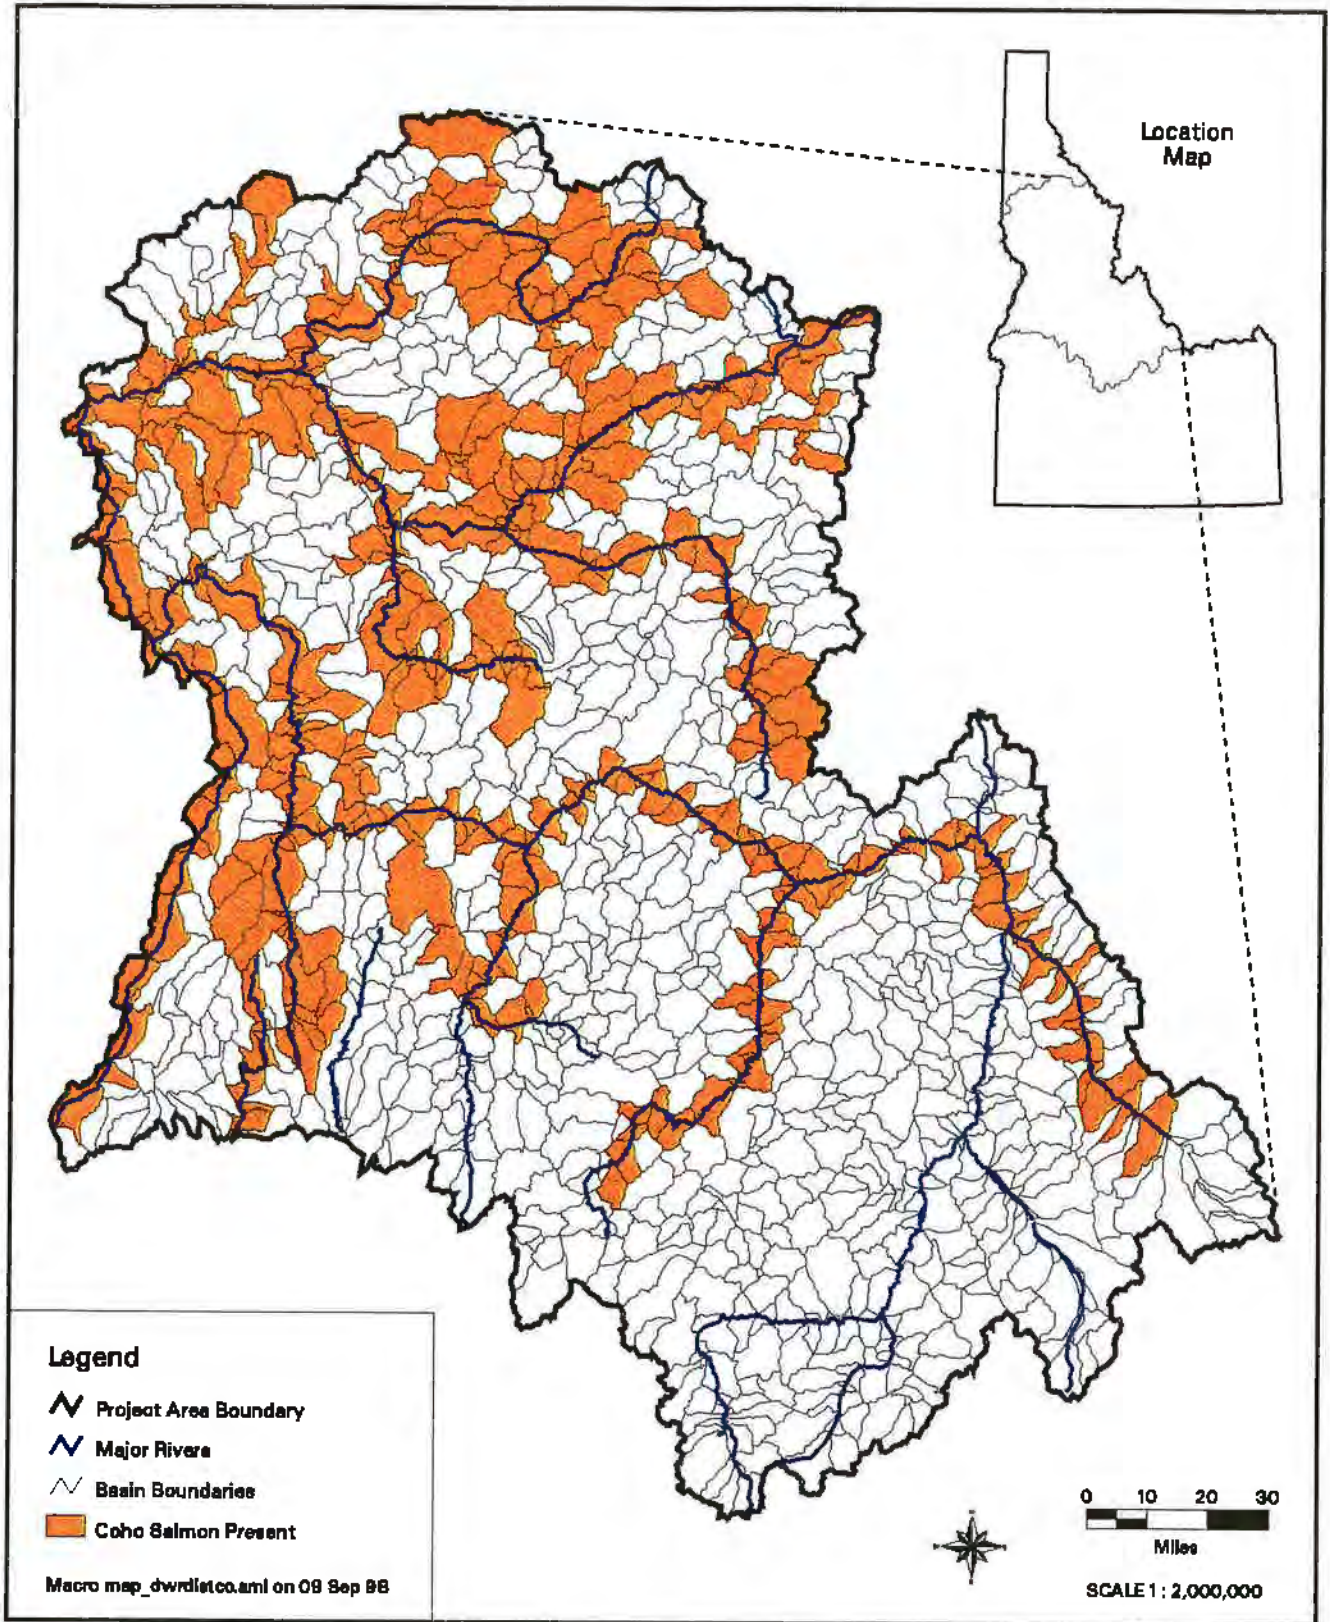 Location
Map
Legend
Project Area Boundary
Major Rivers
Basin Boundaries
Coho Salmon Present
Macro map_dwrdistco.aml on 09 Sep 98
0 10 20 30
Miles
SCALE 1 : 2,000,000